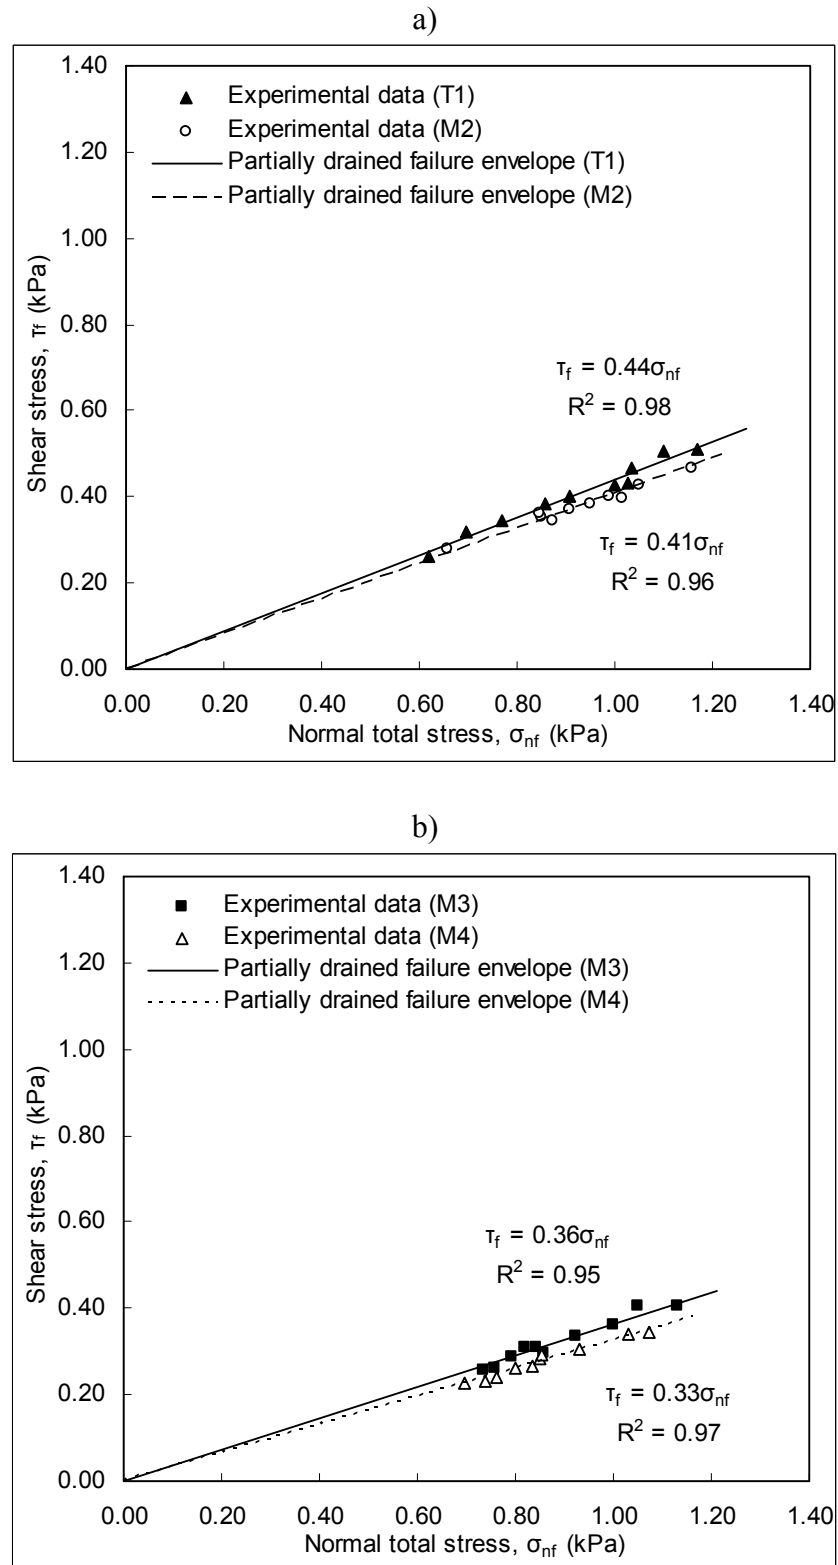 a)
1.40
1.20
1.00
0.80
0.60
0.40
0.20
0.00
Shear stress, τf (kPa)
Experimental data (T1)
Experimental data (M2)
Partially drained failure envelope (T1)
Partially drained failure envelope (M2)
τf = 0.44σnf
R2 = 0.98
τf = 0.41σnf
R2 = 0.96
0.00 0.20 0.40 0.60 0.80 1.00 1.20 1.40
Normal total stress, σnf (kPa)
b)
1.40
1.20
1.00
0.80
0.60
0.40
0.20
0.00
Shear stress, τf (kPa)
Experimental data (M3)
Experimental data (M4)
Partially drained failure envelope (M3)
Partially drained failure envelope (M4)
τf = 0.36σnf
R2 = 0.95
τf = 0.33σnf
R2 = 0.97
0.00 0.20 0.40 0.60 0.80 1.00 1.20 1.40
Normal total stress, σnf (kPa)